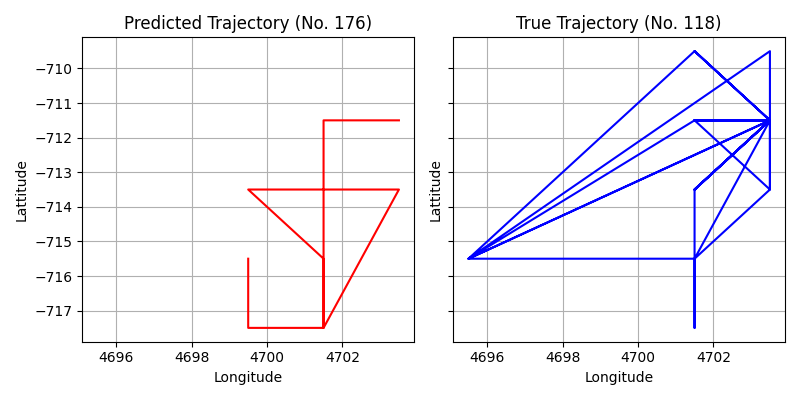 Predicted Trajectory (No. 176)
True Trajectory (No. 118)
−710
−711
−712
−713
−714
−715
−716
−717
Lattitude
Lattitude
4696
4698
4700
4702
4696
4698
4700
4702
Longitude
Longitude